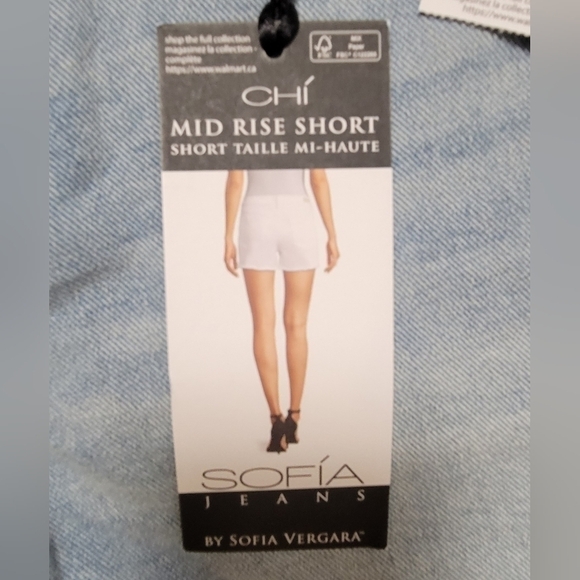 shop the full collection
magasinez la collection
complète
https://www.walmart.ca
FSC
MIX
Paper
CHÍ
MID RISE SHORT
SHORT TAILLE MI-HAUTE
SOFÍA
JEANS
BY SOFIA VERGARA™